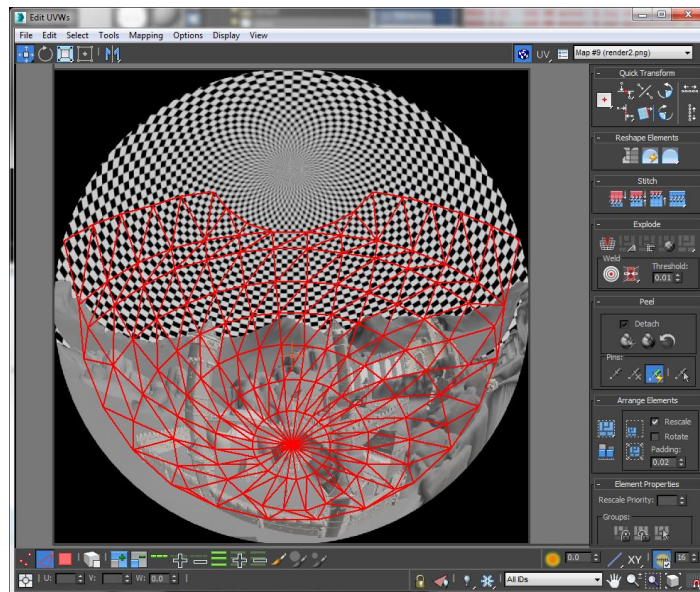 Edit UVWs
File Edit Select Tools Mapping Options Display View
UV Map #9 (render2.png)
Quick Transform
Reshape Elements
Stitch
Explode
Weld
Threshold:
0.01
Peel
Detach
Pins:
Arrange Elements
Rescale
Rotate
Padding:
0.02
Element Properties
Rescale Priority:
Groups:
0.0 XY 16
U: V: W: 0.0 All IDs